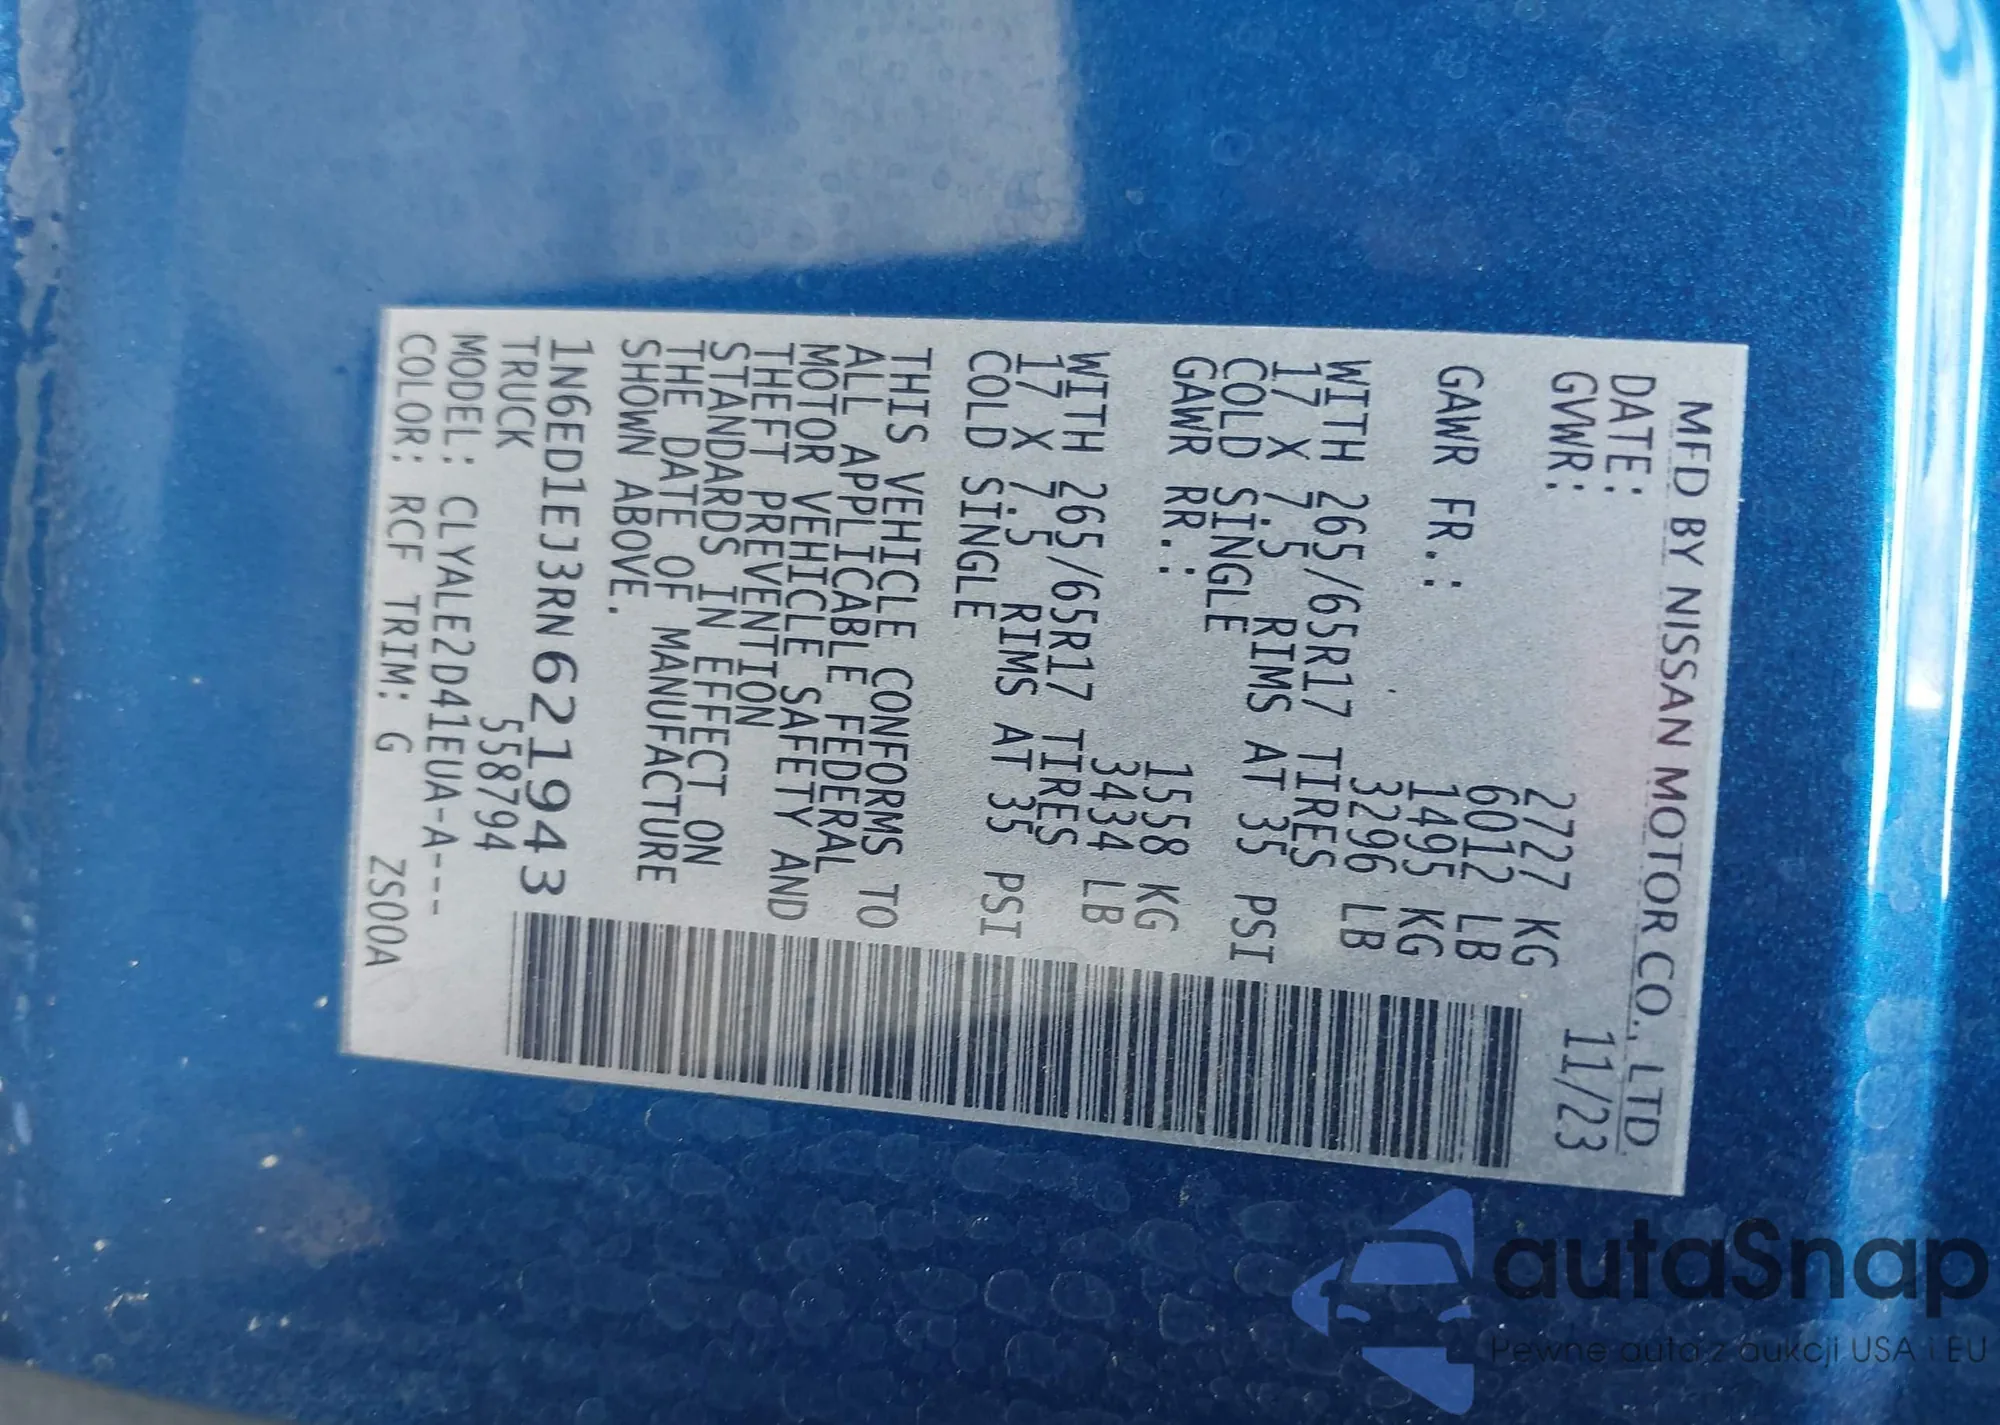 MFD BY NISSAN MOTOR CO., LTD.
DATE: 11/23
GVWR: 2727 KG
6012 LB
GAWR FR.: 1495 KG
3296 LB
WITH 265/65R17 TIRES
17 X 7.5 RIMS AT 35 PSI
COLD SINGLE
GAWR RR.: 1558 KG
3434 LB
WITH 265/65R17 TIRES
17 X 7.5 RIMS AT 35 PSI
COLD SINGLE
THIS VEHICLE CONFORMS TO
ALL APPLICABLE FEDERAL
MOTOR VEHICLE SAFETY AND
THEFT PREVENTION
STANDARDS IN EFFECT ON
THE DATE OF MANUFACTURE
SHOWN ABOVE.
1N6ED1EJ3RN621943
TRUCK 558794
MODEL: CLYALE2D41EUA-A---
COLOR: RCF TRIM: G ZS00A
autaSnap
Pewne auta z aukcji USA i EU